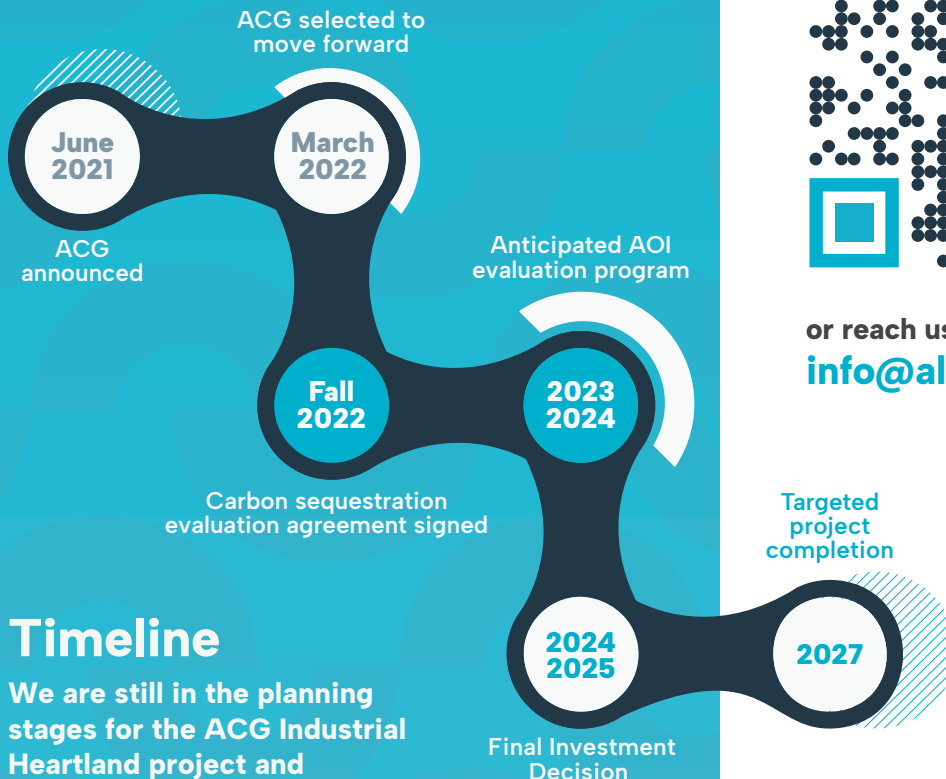 ACG selected to
move forward
June
2021
March
2022
ACG
announced
Anticipated AOI
evaluation program
Fall
2022
2023
2024
Carbon sequestration
evaluation agreement signed
2024
2025
Final Investment
Decision
Targeted
project
completion
2027
Timeline
We are still in the planning
stages for the ACG Industrial
Heartland project and
or reach us
info@al